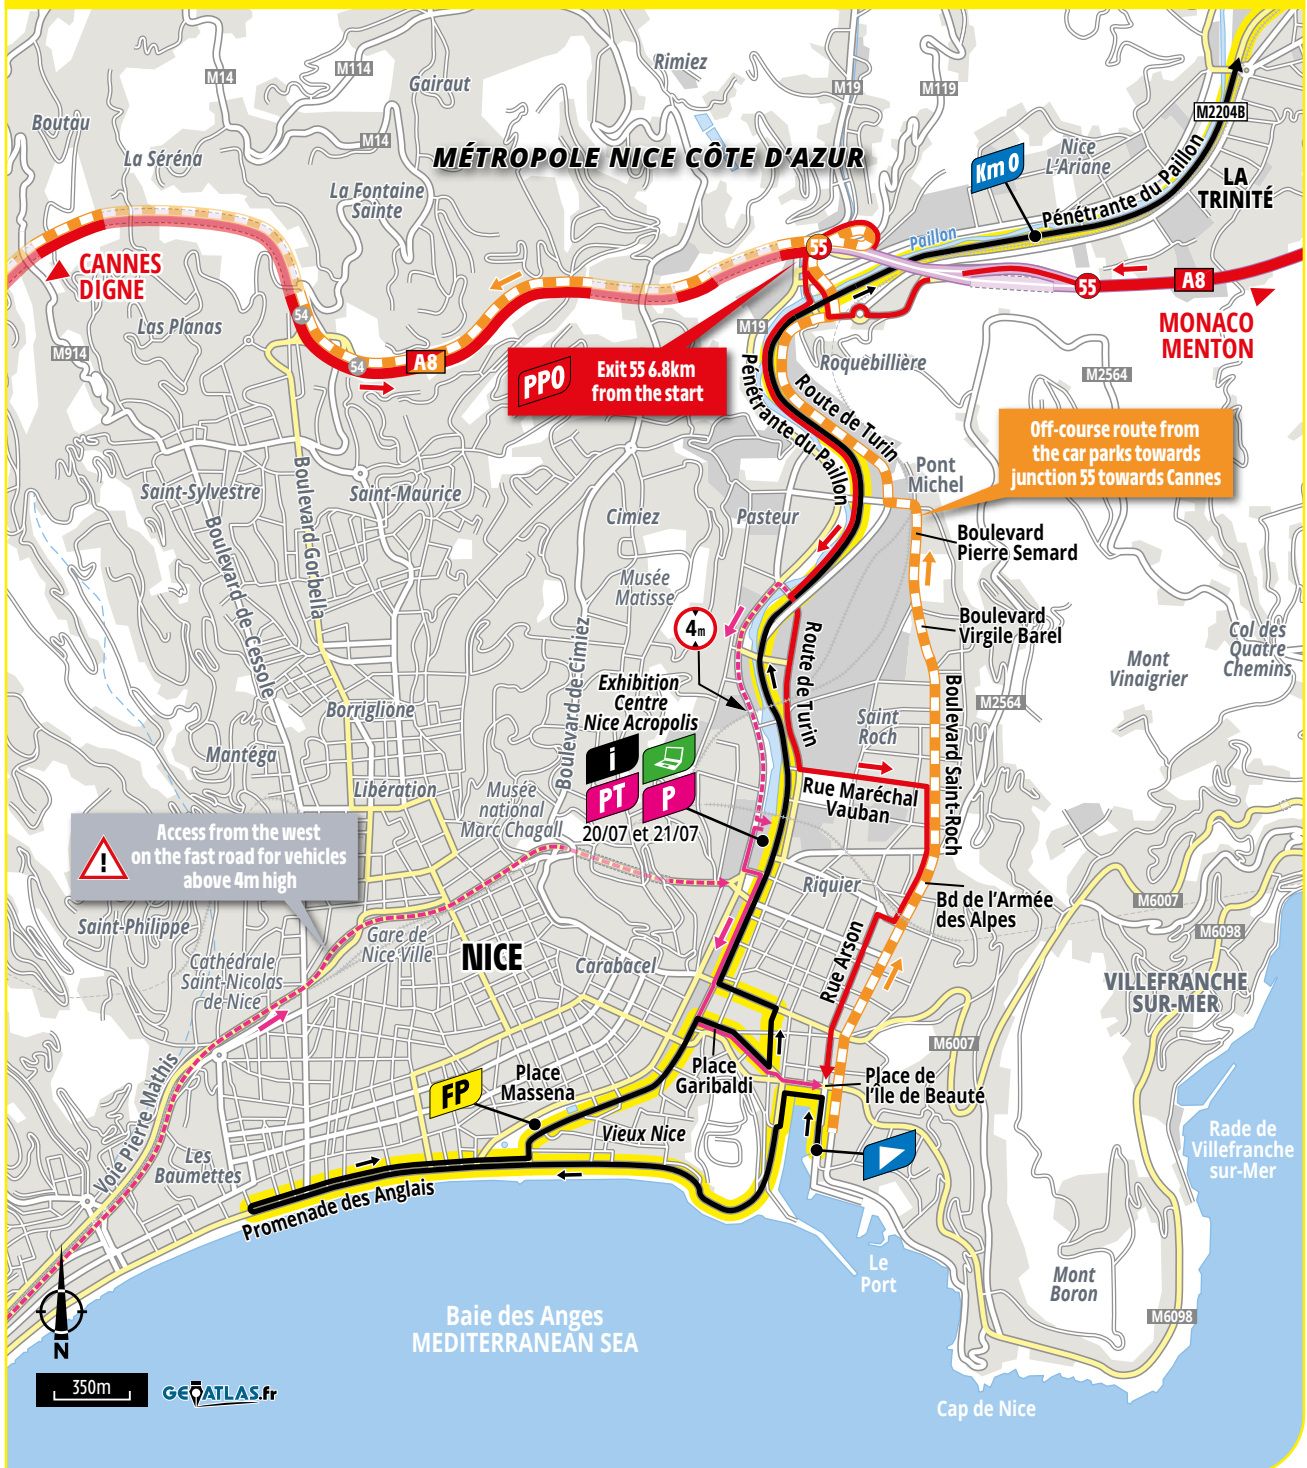 Rimiez
M14
M114
Gairaut
M19
M119
Boutau
M2204B
M14
La Séréna
MÉTROPOLE NICE CÔTE D'AZUR
Nice
L'Ariane
Km 0
LA
TRINITÉ
La Fontaine
Sainte
Pénétrante du Paillon
Paillon
55
CANNES
DIGNE
55
A8
54
Las Planas
M19
MONACO
MENTON
M914
54
A8
PPO
Exit 55 6.8km
from the start
Roquebillière
M2564
Pénétrante du Paillon
Route de Turin
Off-course route from
the car parks towards
junction 55 towards Cannes
Pont
Michel
Saint-Sylvestre
Saint-Maurice
Boulevard Gorbella
Boulevard de Cessole
Cimiez
Pasteur
Boulevard
Pierre Semard
Musée
Matisse
Boulevard
Virgile Barel
4m
Col des
Quatre
Chemins
Mont
Vinaigrier
Boulevard de Cimiez
Route de Turin
Exhibition
Centre
Nice Acropolis
Boulevard Saint-Roch
M2564
Borriglione
Saint
Roch
Mantéga
i
PT
P
20/07 et 21/07
Libération
Musée
national
Marc Chagall
Rue Maréchal
Vauban
!
Access from the west
on the fast road for vehicles
above 4m high
Riquier
Bd de l'Armée
des Alpes
M6007
Saint-Philippe
M6098
Gare de
Nice Ville
NICE
Cathédrale
Saint-Nicolas
de Nice
Carabacel
Rue Arson
VILLEFRANCHE
SUR-MER
M6007
Place
Massena
Place
Garibaldi
Place de
l'Île de Beauté
FP
Voie Pierre Mathis
Vieux Nice
Les
Baumettes
Rade de
Villefranche
sur-Mer
Promenade des Anglais
Le
Port
Mont
Boron
Baie des Anges
MEDITERRANEAN SEA
M6098
N
350m
GEOATLAS.fr
Cap de Nice